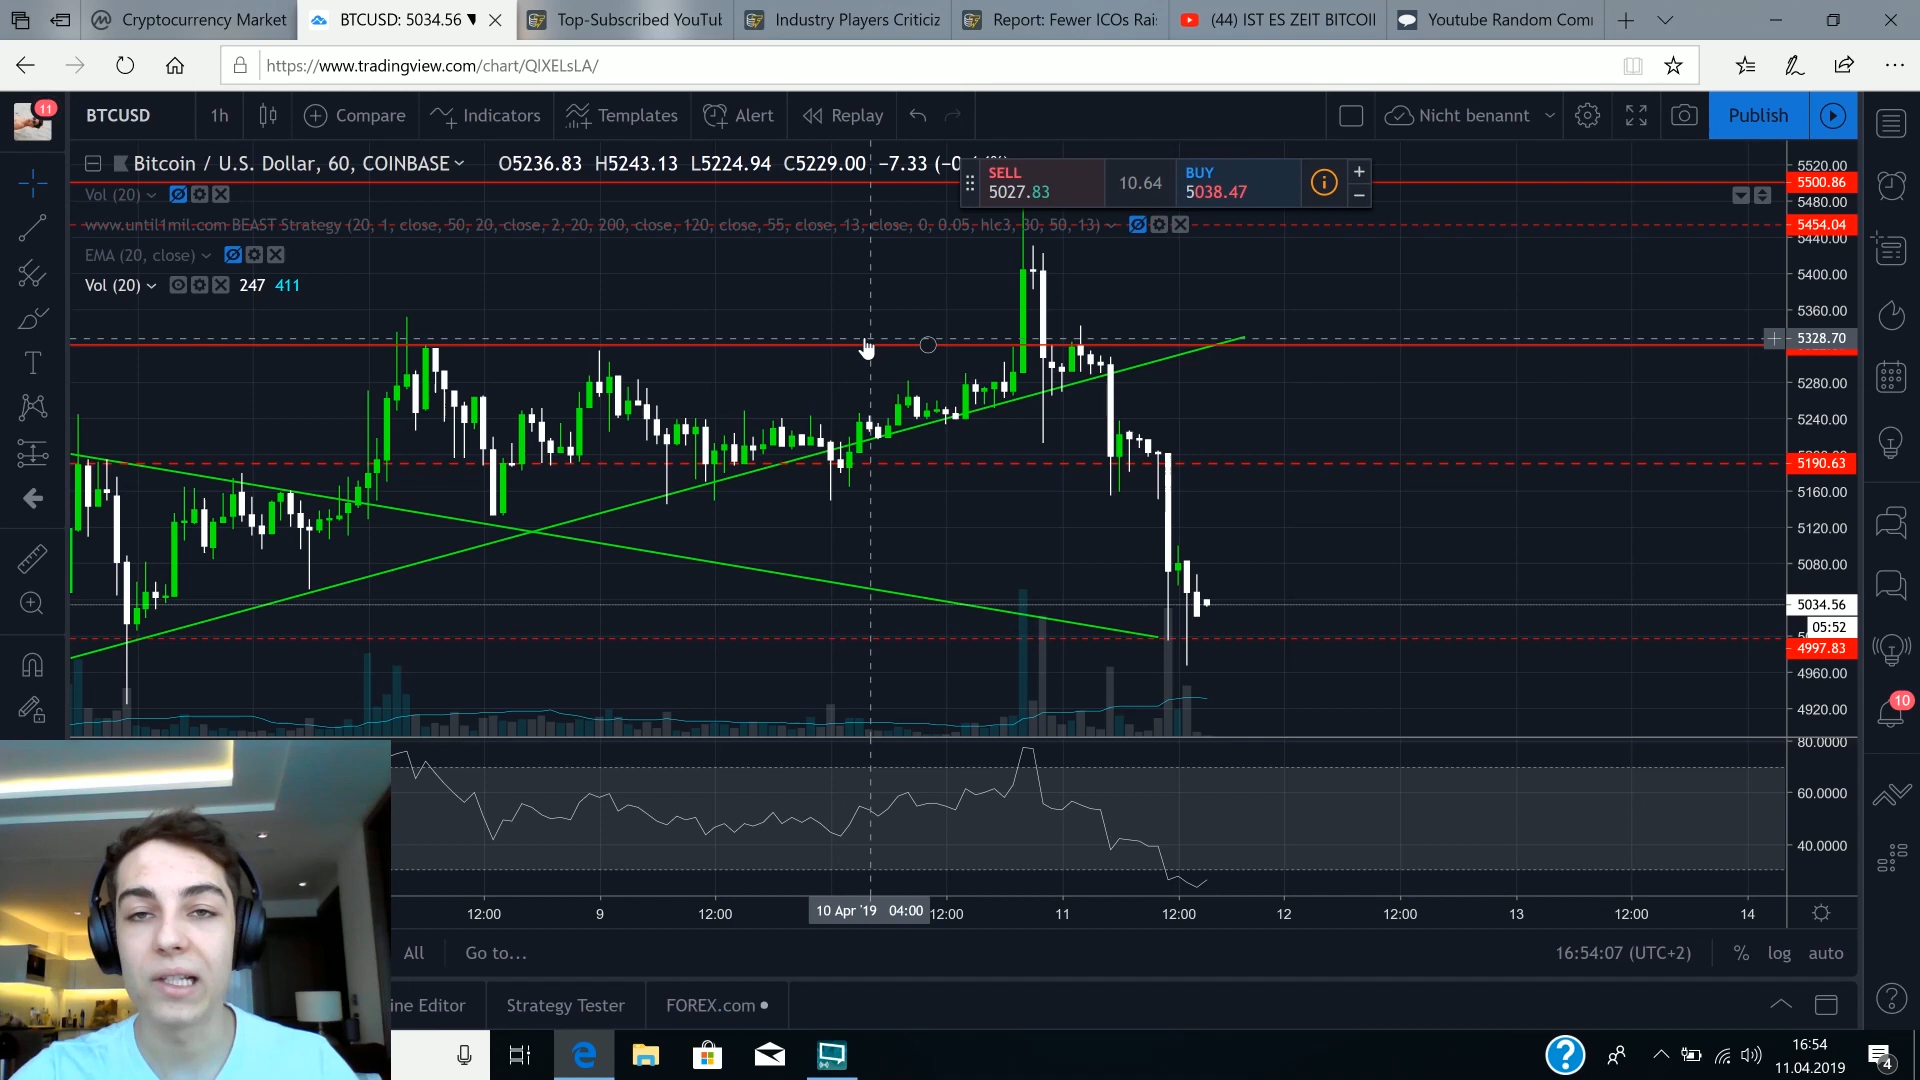 Cryptocurrency Market
BTCUSD: 5034.56 ▼
Top-Subscribed YouTub
Industry Players Criticiz
Report: Fewer ICOs Rais
(44) IST ES ZEIT BITCOII
Youtube Random Comm
https://www.tradingview.com/chart/QlXELsLA/
11
BTCUSD
1h
Compare
Indicators
Templates
Alert
Replay
Nicht benannt
Publish
Bitcoin / U.S. Dollar, 60, COINBASE
O5236.83 H5243.13 L5224.94 C5229.00 −7.33
SELL
5027.83
10.64
BUY
5038.47
Vol (20)
www.until1mil.com BEAST Strategy (20, 1, close, 50, 20, close, 2, 20, 200, close, 120, close, 55, close, 13, close, 0, 0.05, hlc3, 30, 50, 13)
EMA (20, close)
Vol (20) 247 411
5520.00
5500.86
5480.00
5454.04
5440.00
5400.00
5360.00
5328.70
5280.00
5240.00
5190.63
5160.00
5120.00
5080.00
5034.56
05:52
4997.83
4960.00
4920.00
10
80.0000
60.0000
40.0000
12:00
9
12:00
10 Apr '19 04:00
12:00
11
12:00
12
12:00
13
12:00
14
All
Go to...
16:54:07 (UTC+2)
%
log
auto
ine Editor
Strategy Tester
FOREX.com
16:54
11.04.2019
4